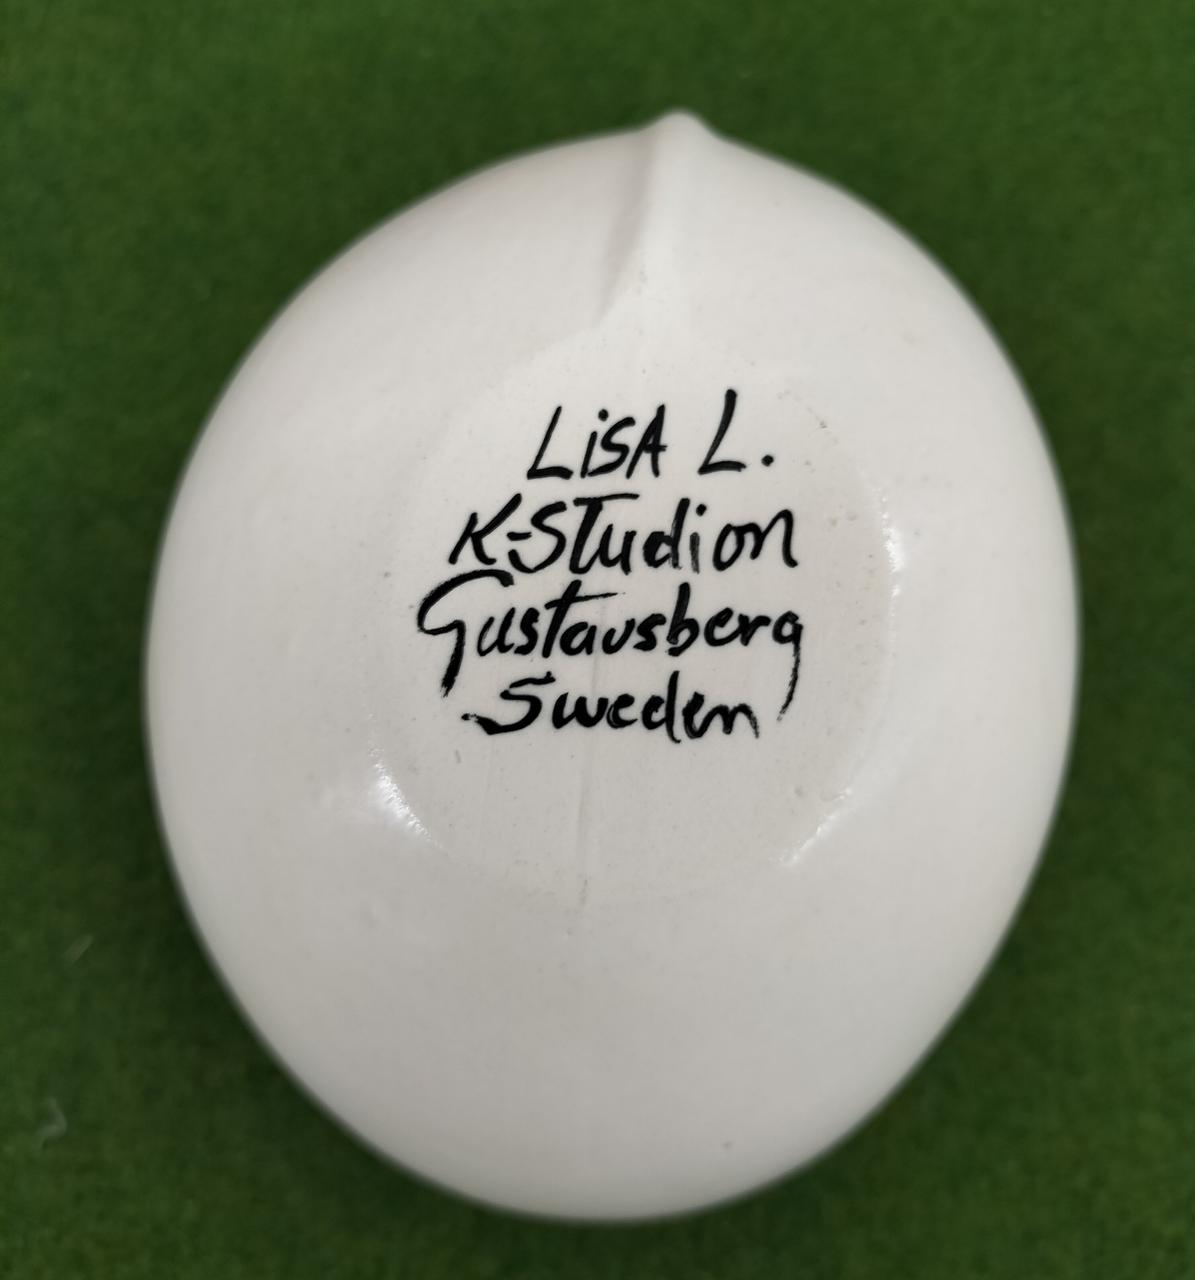 LiSA L.
K-Studion
Gustavsberg
Sweden